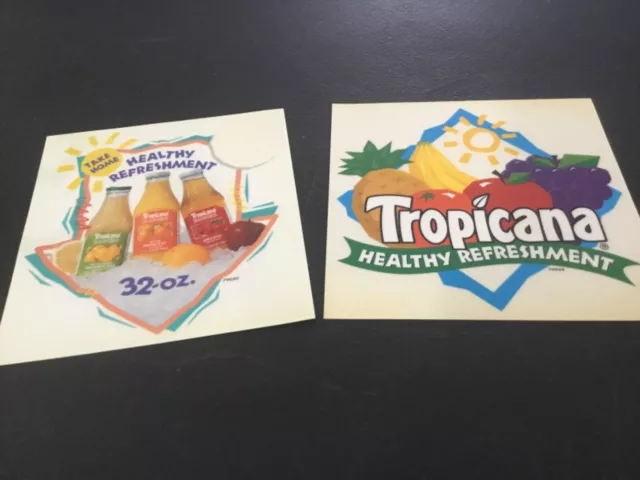 TAKE
HOME
HEALTHY
REFRESHMENT
Tropicana
Tropicana
Tropicana
32-oz.
Tropicana®
HEALTHY REFRESHMENT